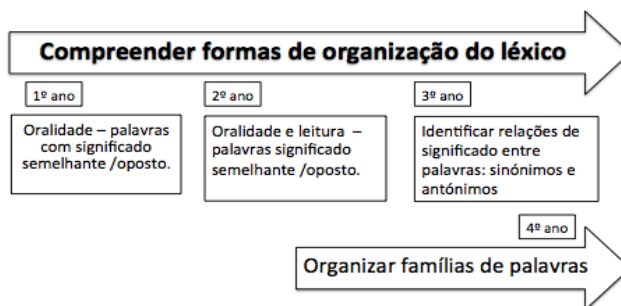 Compreender formas de organização do léxico
1º ano
2º ano
3º ano
Oralidade – palavras
com significado
semelhante /oposto.
Oralidade e leitura –
palavras significado
semelhante /oposto.
Identificar relações de
significado entre
palavras: sinónimos e
antónimos
4º ano
Organizar famílias de palavras